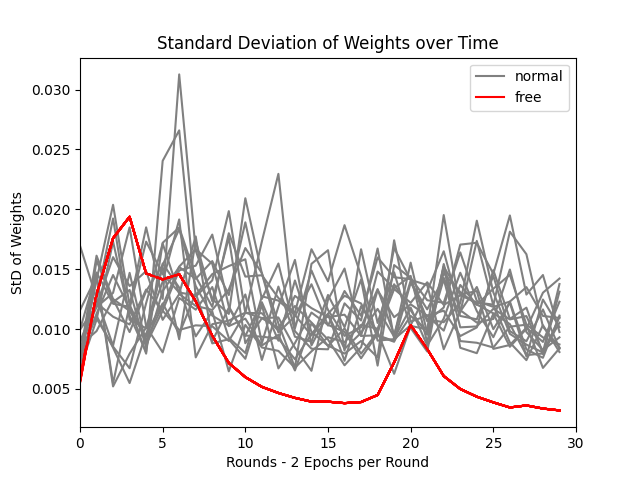 Standard Deviation of Weights over Time
normal
free
StD of Weights
0.030
0.025
0.020
0.015
0.010
0.005
0
5
10
15
20
25
30
Rounds - 2 Epochs per Round